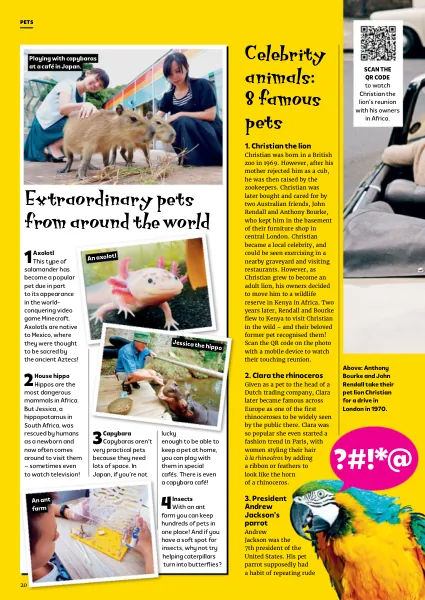 PETS
Playing with capybaras
at a café in Japan.
Extraordinary pets
from around the world
1 Axolotl
This type of
salamander has
become a popular
pet due in part
to its appearance
in the world-
conquering video
game Minecraft.
Axolotls are native
to Mexico, where
they were thought
to be sacred by
the ancient Aztecs!
2 House hippo
Hippos are the
most dangerous
mammals in Africa.
But Jessica, a
hippopotamus in
South Africa, was
rescued by humans
as a newborn and
now often comes
around to visit them
– sometimes even
to watch television!
An axolotl
Jessica the hippo
An ant
farm
3 Capybara
Capybaras aren't
very practical pets
because they need
lots of space. In
Japan, if you're not
lucky
enough to be able to
keep a pet at home,
you can play with
them in special
cafés. There is even
a capybara café!
4 Insects
With an ant
farm you can keep
hundreds of pets in
one place! And if you
have a soft spot for
insects, why not try
helping caterpillars
turn into butterflies?
Celebrity
animals:
8 famous
pets
1. Christian the lion
Christian was born in a British
zoo in 1969. However, after his
mother rejected him as a cub,
he was then raised by the
zookeepers. Christian was
later bought and cared for by
two Australian friends, John
Rendall and Anthony Bourke,
who kept him in the basement
of their furniture shop in
central London. Christian
became a local celebrity, and
could be seen exercising in a
nearby graveyard and visiting
restaurants. However, as
Christian grew to become an
adult lion, his owners decided
to move him to a wildlife
reserve in Kenya in Africa. Two
years later, Rendall and Bourke
flew to Kenya to visit Christian
in the wild – and their beloved
former pet recognised them!
Scan the QR code on the photo
with a mobile device to watch
their touching reunion.
2. Clara the rhinoceros
Given as a pet to the head of a
Dutch trading company, Clara
later became famous across
Europe as one of the first
rhinoceroses to be widely seen
by the public there. Clara was
so popular she even started a
fashion trend in Paris, with
women styling their hair
à la rhinoceros by adding
a ribbon or feathers to
look like the horn
of a rhinoceros.
3. President
Andrew
Jackson's
parrot
Andrew
Jackson was the
7th president of the
United States. His pet
parrot supposedly had
a habit of repeating rude
SCAN THE
QR CODE
to watch
Christian the
lion's reunion
with his owners
in Africa.
Above: Anthony
Bourke and John
Rendall take their
pet lion Christian
for a drive in
London in 1970.
?#!*@
20